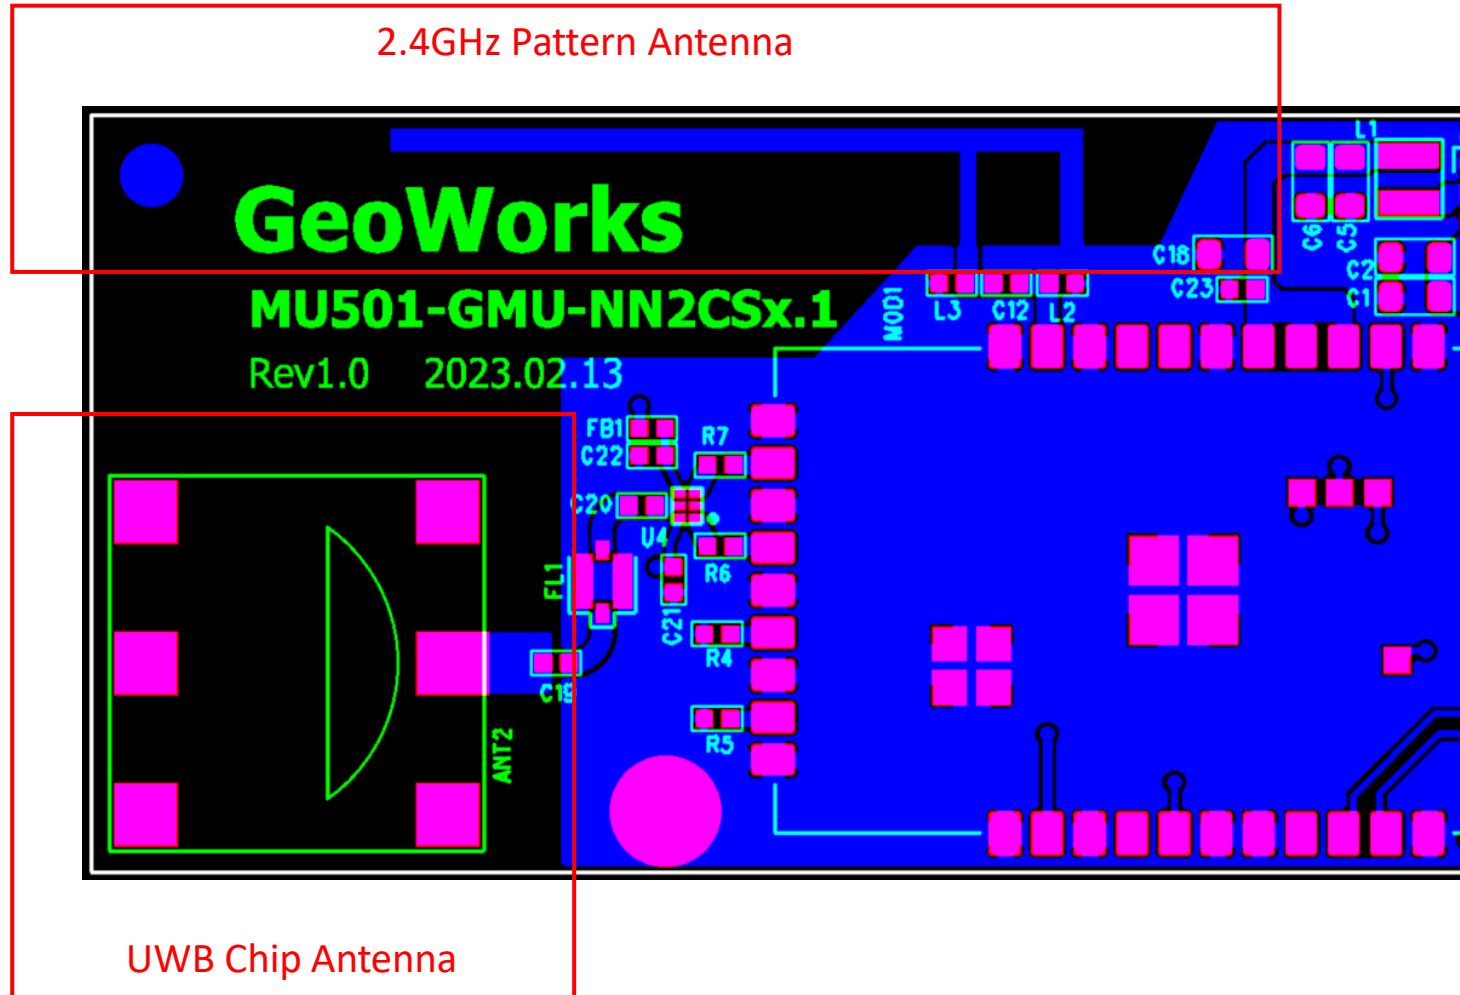 2.4GHz Pattern Antenna
L1
GeoWorks
C6
C5
C18
C2
C23
C1
MU501-GMU-NN2CSx.1
MOD1
L3
C12
L2
Rev1.0 2023.02.13
FB1
R7
C22
C20
U4
FL1
R6
C21
R4
C19
R5
ANT2
UWB Chip Antenna